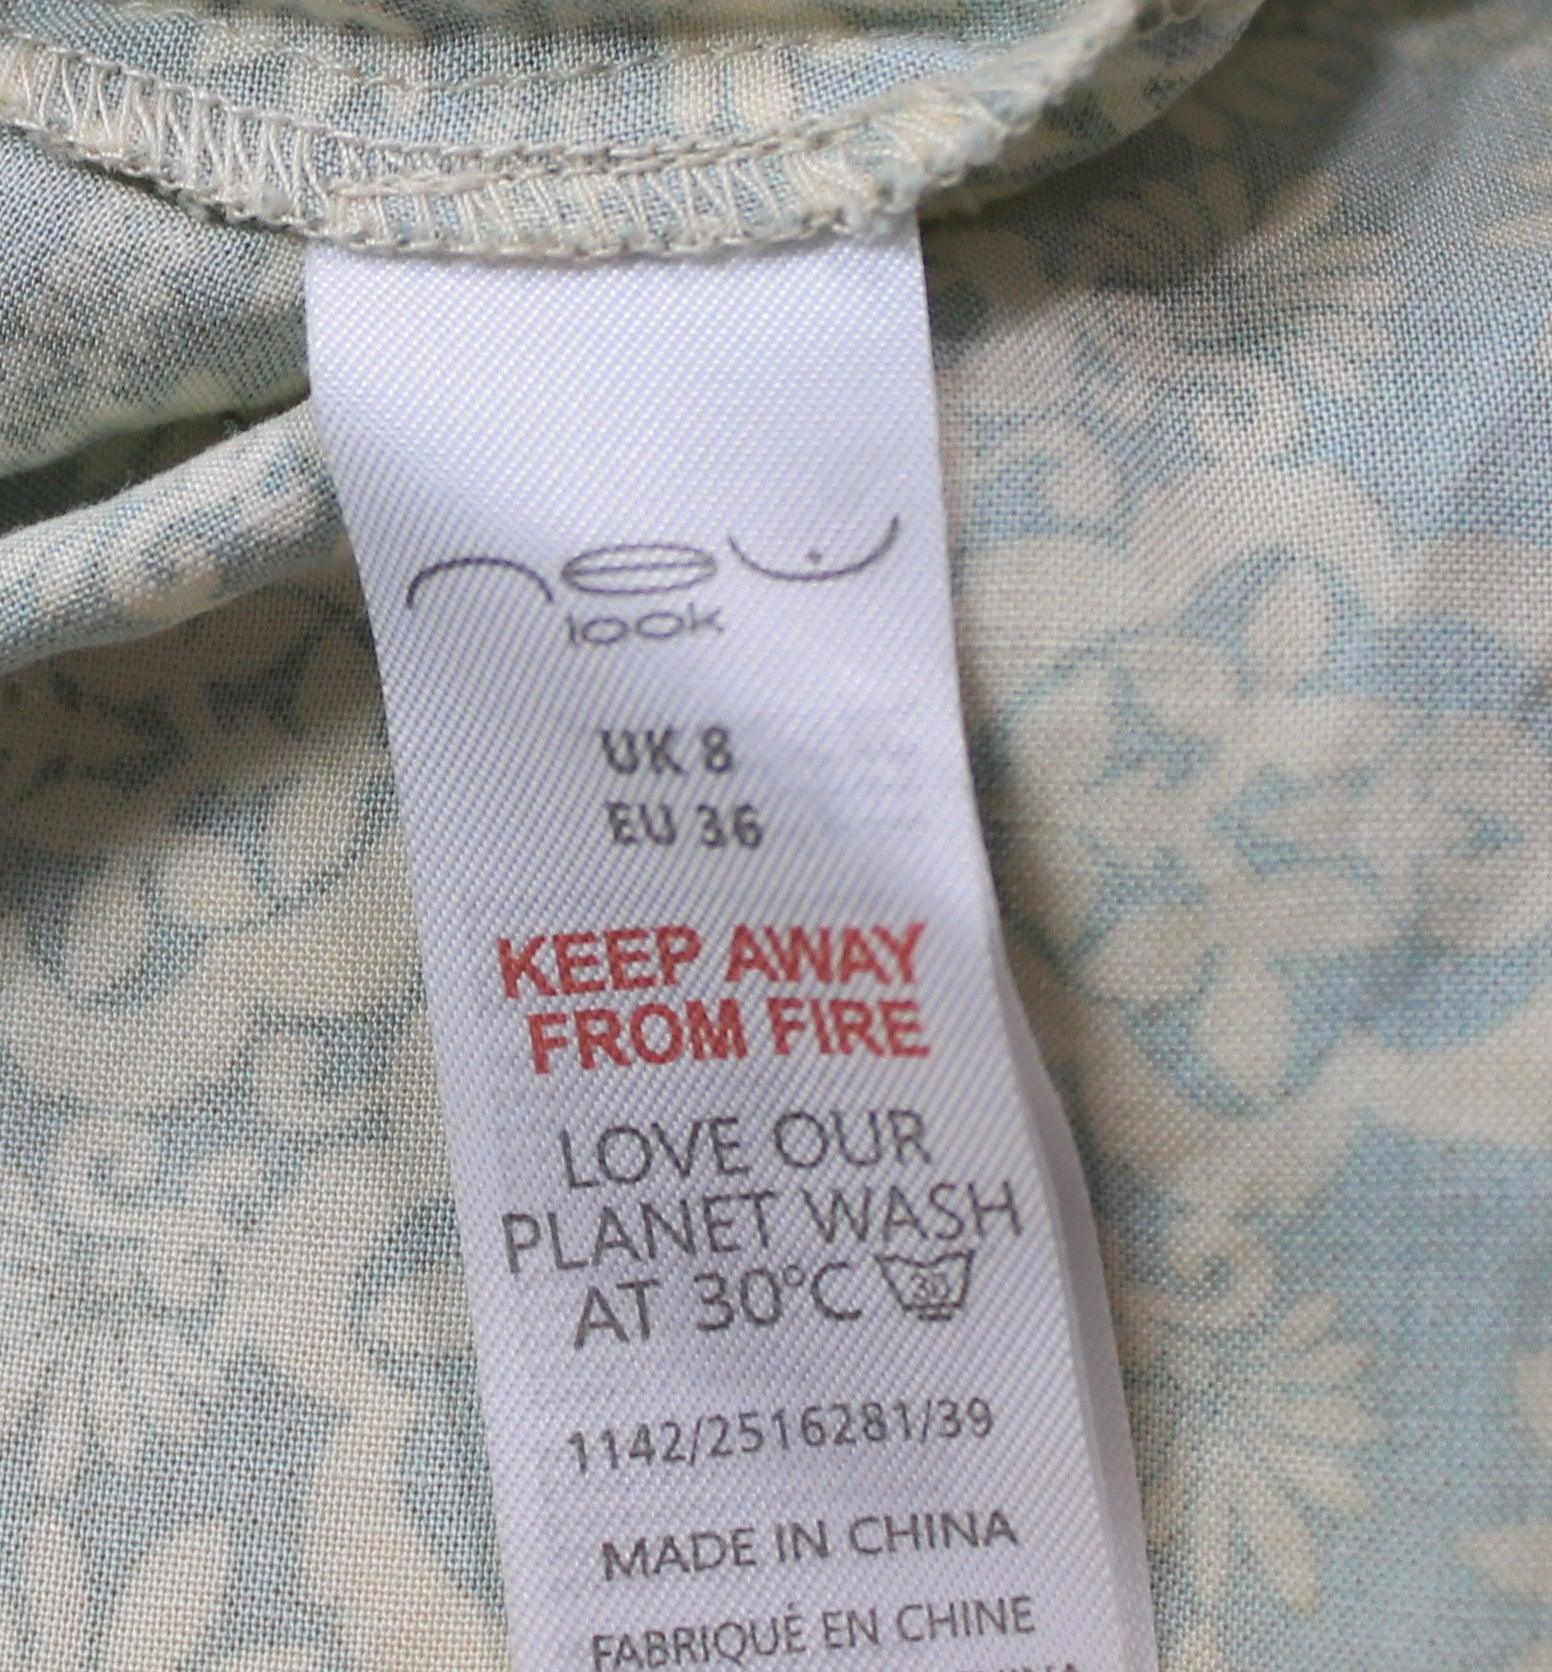 new
look
UK 8
EU 36
KEEP AWAY
FROM FIRE
LOVE OUR
PLANET WASH
AT 30°C 30
1142/2516281/39
MADE IN CHINA
FABRIQUÉ EN CHINE